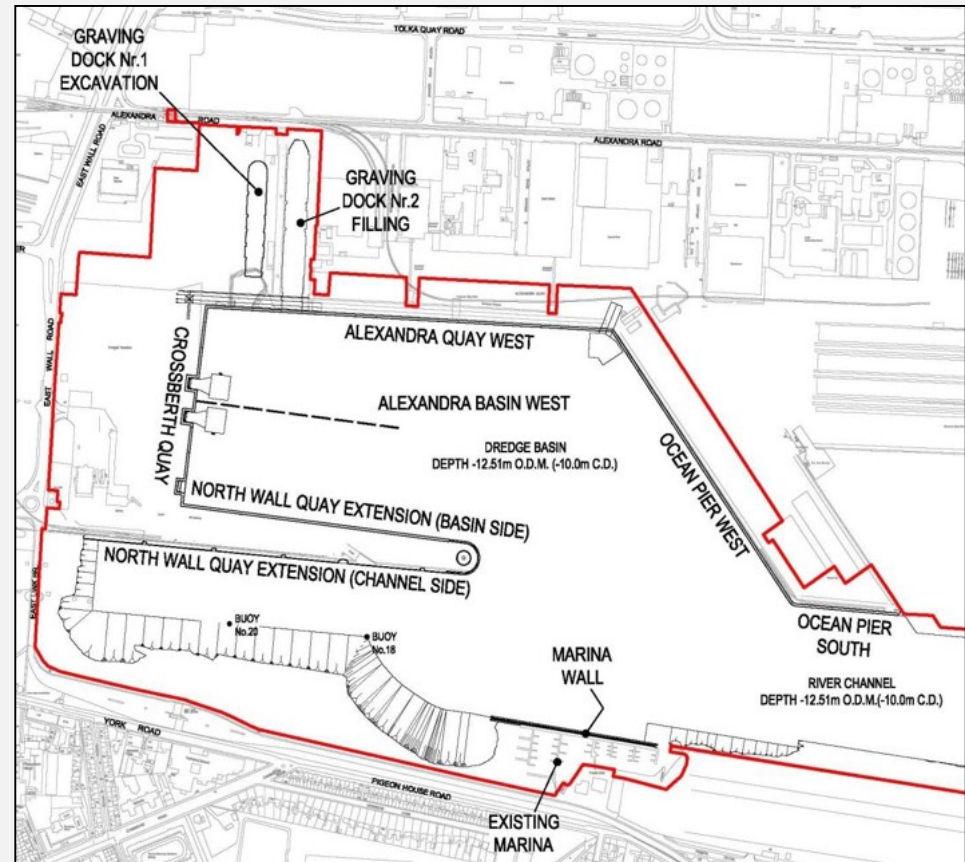 TOLKA QUAY ROAD
GRAVING
DOCK Nr.1
EXCAVATION
ALEXANDRA
ROAD
ALEXANDRA ROAD
EAST WALL ROAD
GRAVING
DOCK Nr.2
FILLING
EAST WALL ROAD
CROSSBERTH QUAY
ALEXANDRA QUAY WEST
ALEXANDRA BASIN WEST
DREDGE BASIN
DEPTH -12.51m O.D.M. (-10.0m C.D.)
OCEAN PIER WEST
NORTH WALL QUAY EXTENSION (BASIN SIDE)
NORTH WALL QUAY EXTENSION (CHANNEL SIDE)
BUOY
No.20
BUOY
No.18
OCEAN PIER
SOUTH
MARINA
WALL
RIVER CHANNEL
DEPTH -12.51m O.D.M.(-10.0m C.D.)
YORK ROAD
PIGEON HOUSE ROAD
EXISTING
MARINA